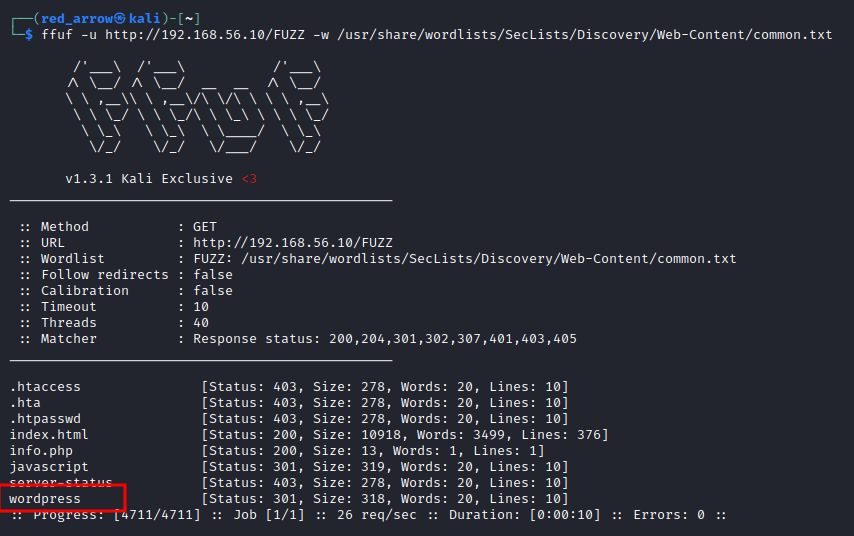 ┌──(red_arrow㉿kali)-[~]
└─$ ffuf -u http://192.168.56.10/FUZZ -w /usr/share/wordlists/SecLists/Discovery/Web-Content/common.txt
v1.3.1 Kali Exclusive <3
:: Method : GET
:: URL : http://192.168.56.10/FUZZ
:: Wordlist : FUZZ: /usr/share/wordlists/SecLists/Discovery/Web-Content/common.txt
:: Follow redirects : false
:: Calibration : false
:: Timeout : 10
:: Threads : 40
:: Matcher : Response status: 200,204,301,302,307,401,403,405
.htaccess [Status: 403, Size: 278, Words: 20, Lines: 10]
.hta [Status: 403, Size: 278, Words: 20, Lines: 10]
.htpasswd [Status: 403, Size: 278, Words: 20, Lines: 10]
index.html [Status: 200, Size: 10918, Words: 3499, Lines: 376]
info.php [Status: 200, Size: 13, Words: 1, Lines: 1]
javascript [Status: 301, Size: 319, Words: 20, Lines: 10]
server-status [Status: 403, Size: 278, Words: 20, Lines: 10]
wordpress [Status: 301, Size: 318, Words: 20, Lines: 10]
:: Progress: [4711/4711] :: Job [1/1] :: 26 req/sec :: Duration: [0:00:10] :: Errors: 0 ::